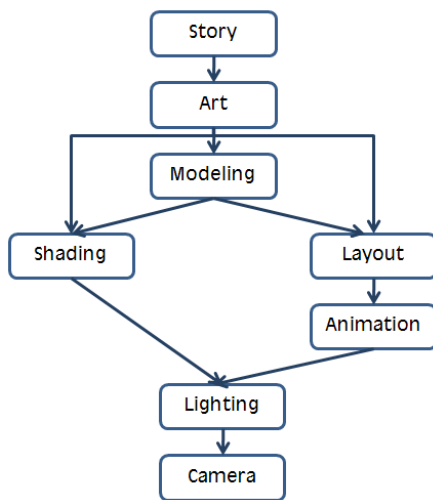 Story
Art
Modeling
Shading
Layout
Animation
Lighting
Camera